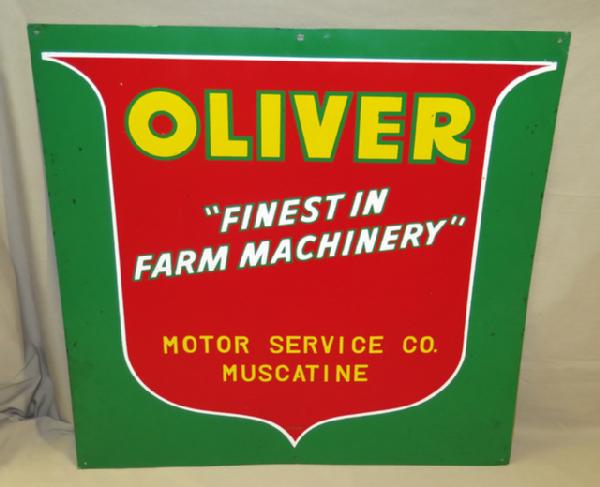 OLIVER
"FINEST IN
FARM MACHINERY"
MOTOR SERVICE CO.
MUSCATINE